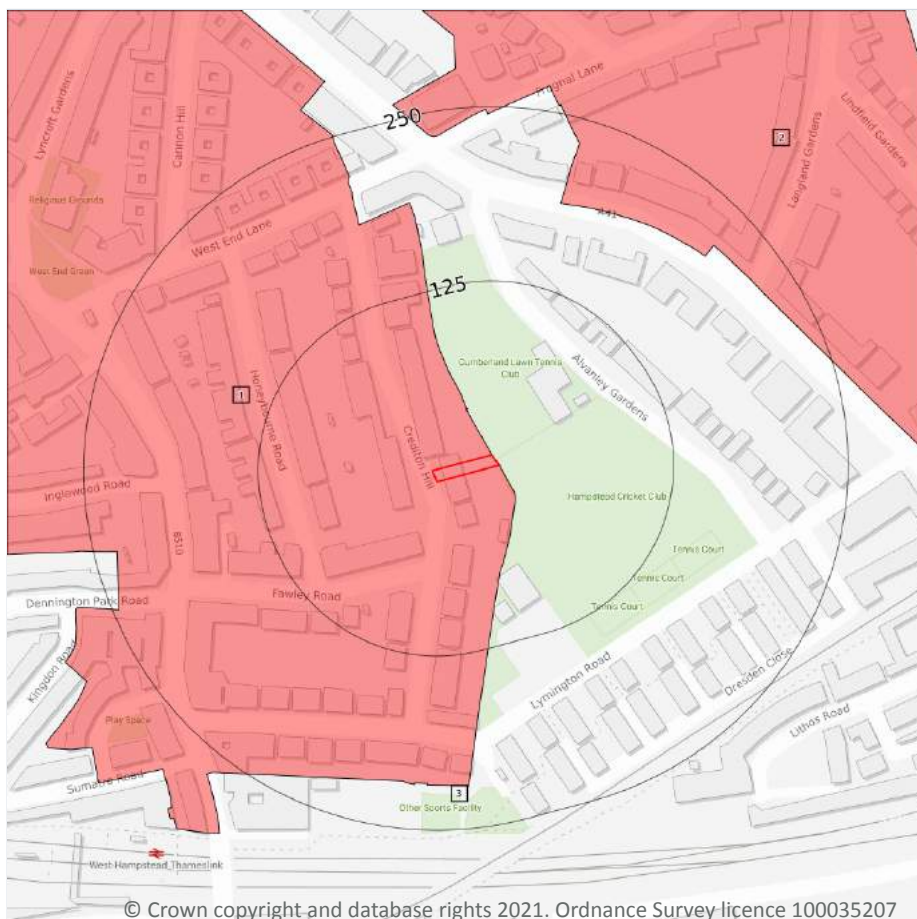 Frognal Lane
Lyncroft Gardens
Cannon Hill
250
2
Lindfield Gardens
Langland Gardens
Religious Grounds
West End Lane
A41
West End Green
125
Cumberland Lawn Tennis
Club
Alvanley Gardens
1
Honeybourne Road
Crediton Hill
Inglewood Road
Hampstead Cricket Club
B510
Tennis Court
Tennis Court
Tennis Court
Dennington Park Road
Fawley Road
Kingdon Road
Lymington Road
Dresden Close
Lithos Road
Play Space
Sumatra Road
3
Other Sports Facility
West Hampstead Thameslink
© Crown copyright and database rights 2021. Ordnance Survey licence 100035207